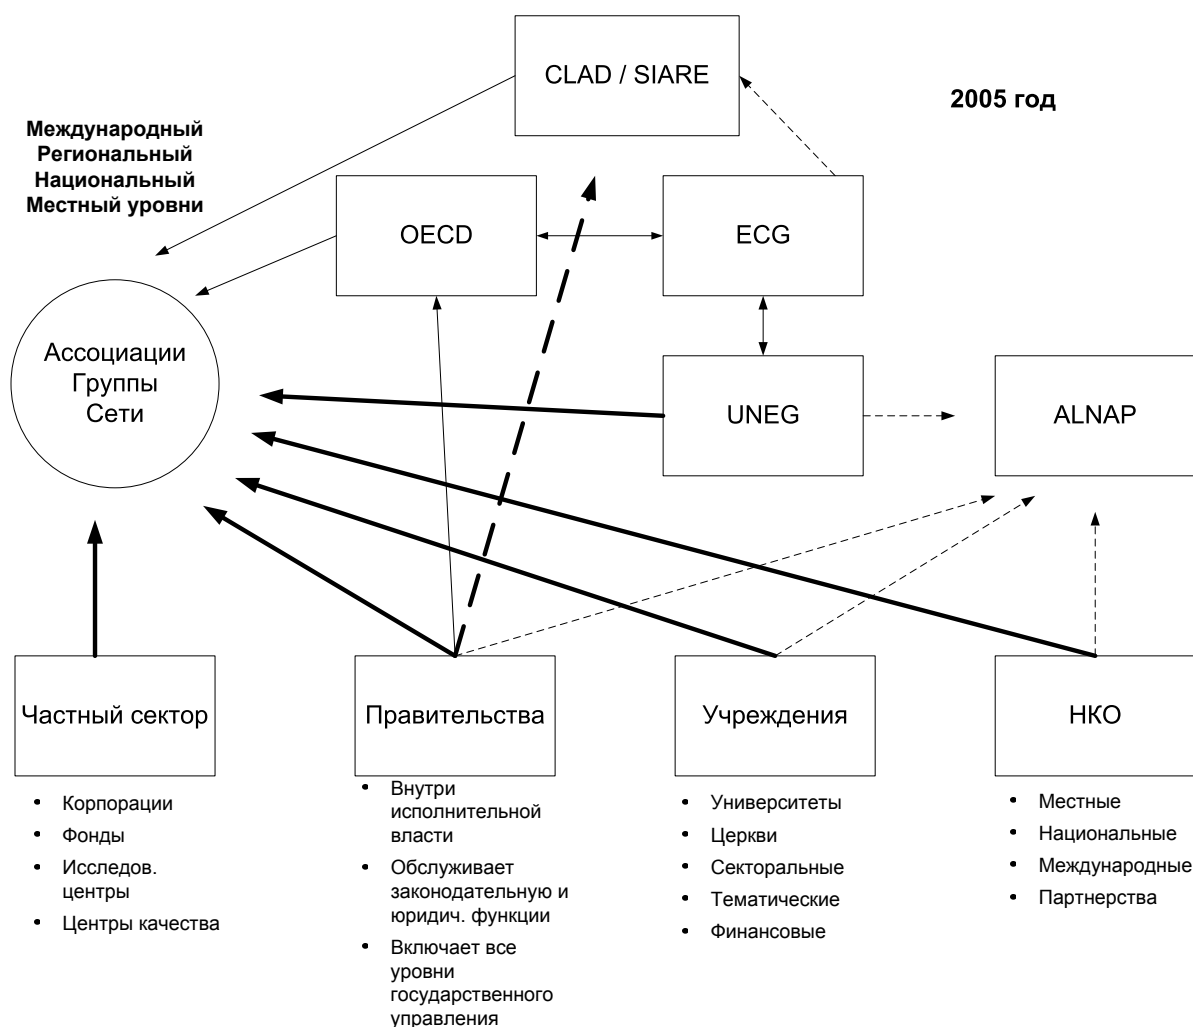 CLAD / SIARE
2005 год
Международный
Региональный
Национальный
Местный уровни
OECD
ECG
Ассоциации
Группы
Сети
UNEG
ALNAP
Частный сектор
Правительства
Учреждения
НКО
• Корпорации
• Фонды
• Исследов.
центры
• Центры качества
• Внутри
исполнительной
власти
• Обслуживает
законодательную и
юридич. функции
• Включает все
уровни
государственного
управления
• Университеты
• Церкви
• Секторальные
• Тематические
• Финансовые
• Местные
• Национальные
• Международные
• Партнерства